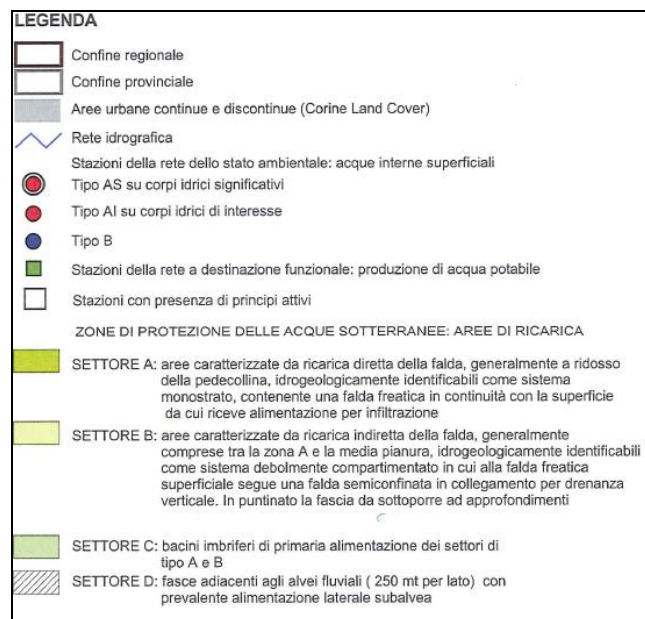 LEGENDA
Confine regionale
Confine provinciale
Aree urbane continue e discontinue (Corine Land Cover)
Rete idrografica
Stazioni della rete dello stato ambientale: acque interne superficiali
Tipo AS su corpi idrici significativi
Tipo AI su corpi idrici di interesse
Tipo B
Stazioni della rete a destinazione funzionale: produzione di acqua potabile
Stazioni con presenza di principi attivi
ZONE DI PROTEZIONE DELLE ACQUE SOTTERRANEE: AREE DI RICARICA
SETTORE A: aree caratterizzate da ricarica diretta della falda, generalmente a ridosso
della pedecollina, idrogeologicamente identificabili come sistema
monostrato, contenente una falda freatica in continuità con la superficie
da cui riceve alimentazione per infiltrazione
SETTORE B: aree caratterizzate da ricarica indiretta della falda, generalmente
comprese tra la zona A e la media pianura, idrogeologicamente identificabili
come sistema debolmente compartimentato in cui alla falda freatica
superficiale segue una falda semiconfinata in collegamento per drenanza
verticale. In puntinato la fascia da sottoporre ad approfondimenti
SETTORE C: bacini imbriferi di primaria alimentazione dei settori di
tipo A e B
SETTORE D: fasce adiacenti agli alvei fluviali ( 250 mt per lato) con
prevalente alimentazione laterale subalvea